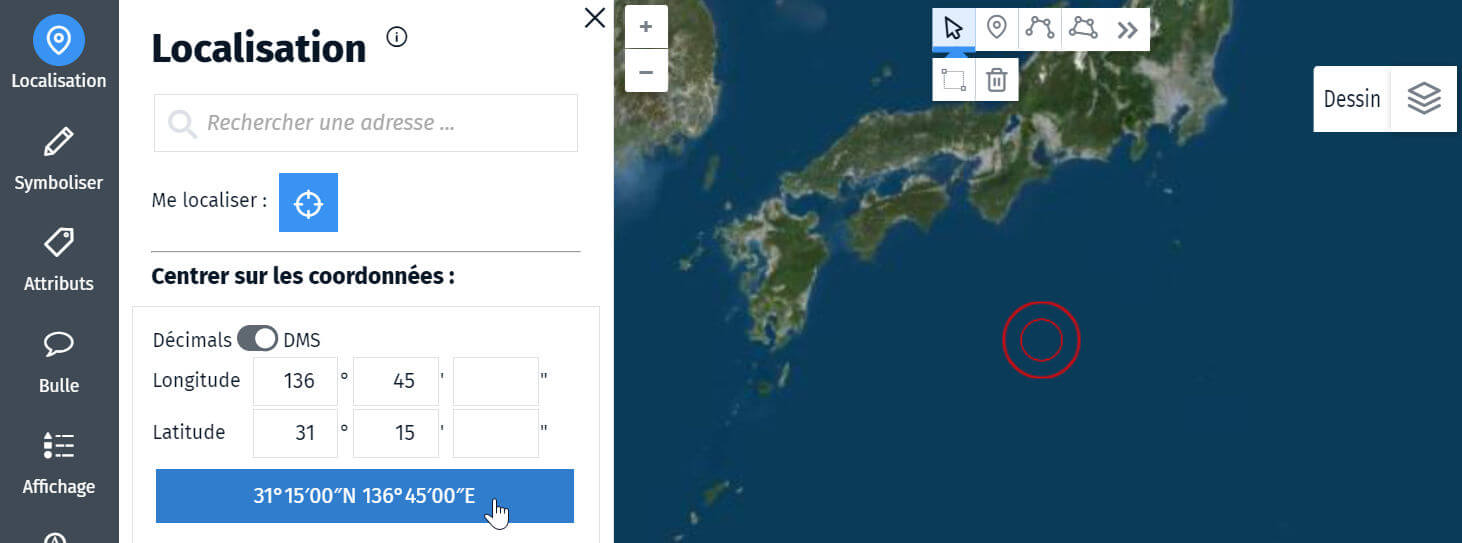 Localisation
Symboliser
Attributs
Bulle
Affichage
Localisation
Rechercher une adresse ...
Me localiser :
Centrer sur les coordonnées :
Décimals DMS
Longitude 136 ° 45 ' "
Latitude 31 ° 15 ' "
31°15′00″N 136°45′00″E
+
−
Dessin